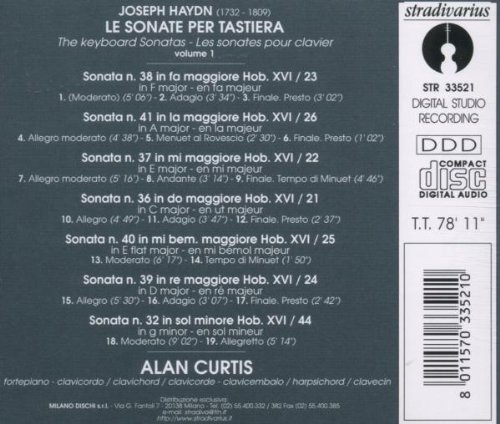 JOSEPH HAYDN (1732 - 1809)
LE SONATE PER TASTIERA
The keyboard Sonatas - Les sonates pour clavier
volume 1
Sonata n. 38 in fa maggiore Hob. XVI / 23
in F major - en fa majeur
1. (Moderato) (5' 06") 2. Adagio (3' 34") 3. Finale. Presto (3' 02")
Sonata n. 41 in la maggiore Hob. XVI / 26
in A major - en la majeur
4. Allegro moderato (4' 38") 5. Menuet al Rovescio (2' 30") 6. Finale. Presto (1' 02")
Sonata n. 37 in mi maggiore Hob. XVI / 22
in E major - en mi majeur
7. Allegro moderato (5' 16") 8. Andante (3' 14") 9. Finale. Tempo di Minuet (4' 46")
Sonata n. 36 in do maggiore Hob. XVI / 21
in C major - en ut majeur
10. Allegro (4' 49") 11. Adagio (3' 47") 12. Finale. Presto (2' 37")
Sonata n. 40 in mi bem. maggiore Hob. XVI / 25
in E flat major - en mi bémol majeur
13. Moderato (6' 17") 14. Tempo di Minuet (1' 50")
Sonata n. 39 in re maggiore Hob. XVI / 24
in D major - en ré majeur
15. Allegro (5' 30") 16. Adagio (3' 07") 17. Finale. Presto (2' 42")
Sonata n. 32 in sol minore Hob. XVI / 44
in g minor - en sol mineur
18. Moderato (9' 02") 19. Allegretto (5' 14")
ALAN CURTIS
fortepiano - clavicordo / clavichord / clavicorde - clavicembalo / harpsichord / clavecin
Distribuzione esclusiva:
MILANO DISCHI s.r.l. - Via G. Fantoli 7 - 20138 Milano - Tel. (02) 55.400.332 / 382 Fax (02) 55.400.385
http://www.stradivarius.it
stradivarius
STR 33521
DIGITAL STUDIO
RECORDING
DDD
COMPACT
disc
DIGITAL AUDIO
T.T. 78' 11"
8 011570 335210